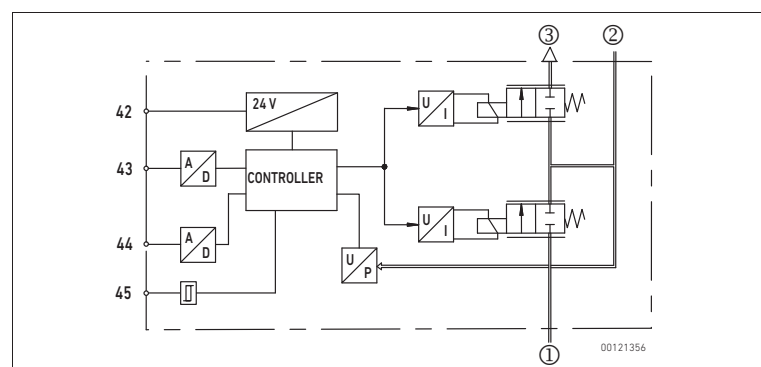 ③ ②
42 24 V U I
43 A D CONTROLLER
44 A D U I
45 U P
①
00121356